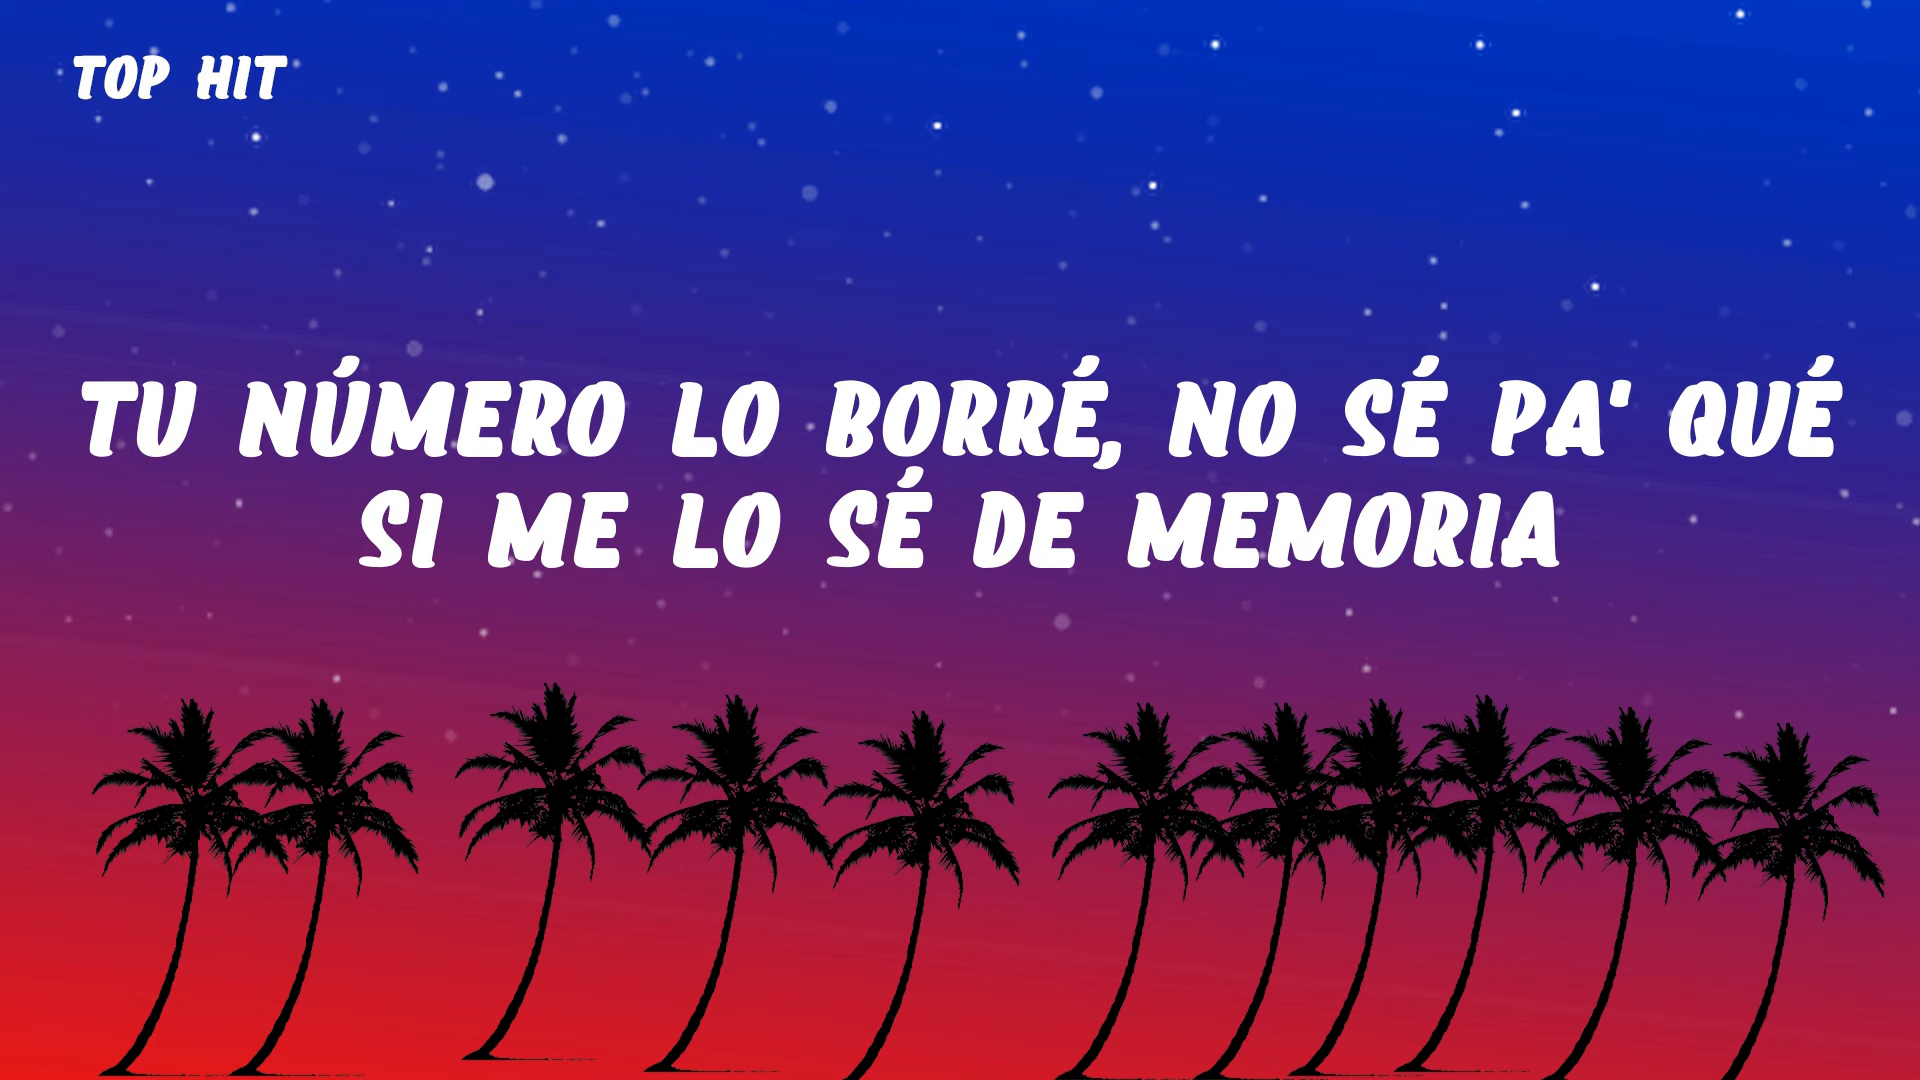 TOP HIT
TU NÚMERO LO BORRÉ, NO SÉ PA' QUÉ
SI ME LO SÉ DE MEMORIA